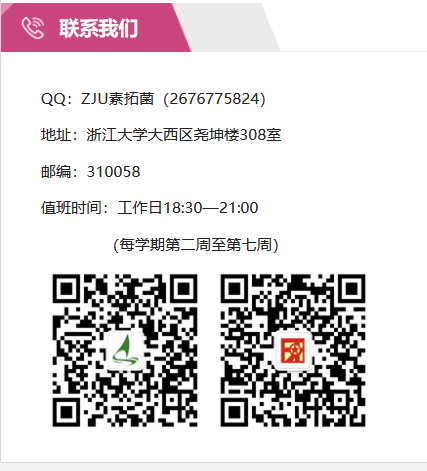 联系我们
QQ：ZJU素拓菌（2676775824）
地址：浙江大学大西区尧坤楼308室
邮编：310058
值班时间：工作日18:30—21:00
（每学期第二周至第七周）